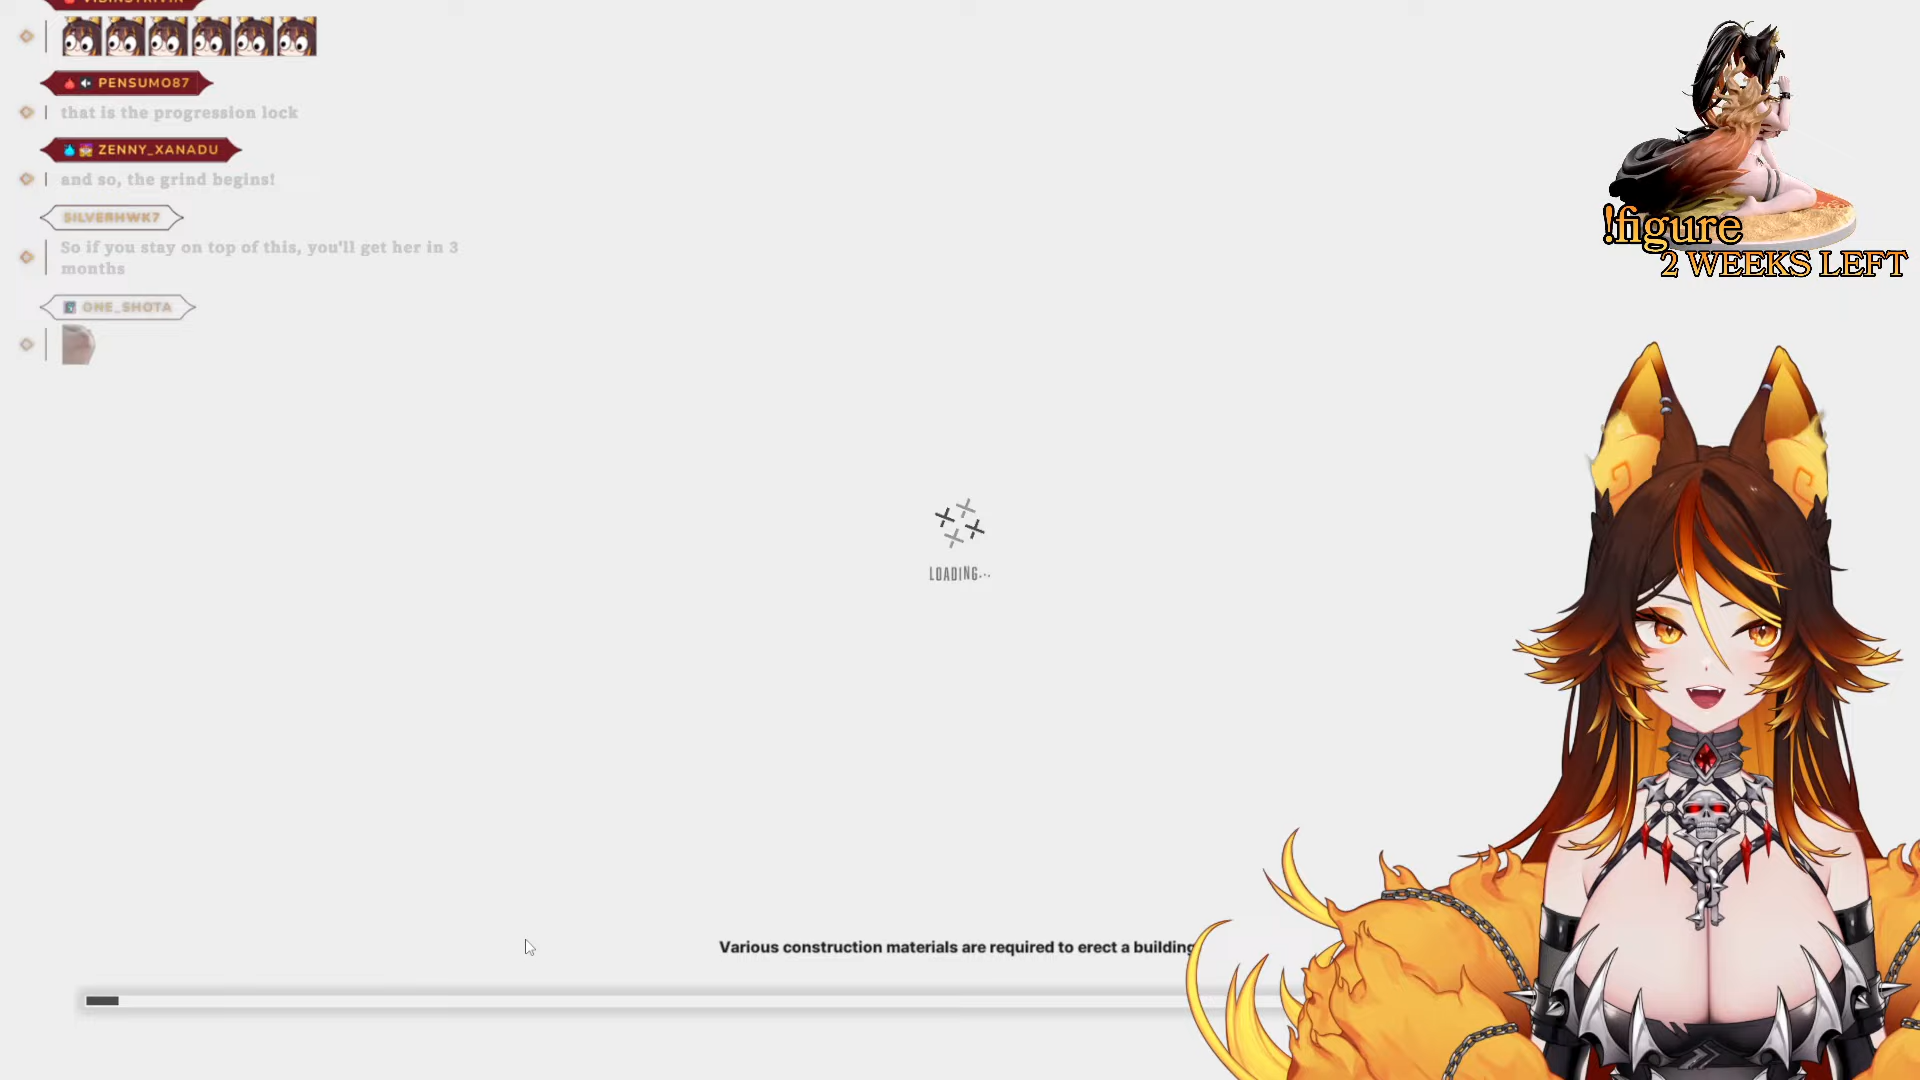 PENSUMO87
that is the progression lock
ZENNY_XANADU
and so, the grind begins!
SILVERHWK7
So if you stay on top of this, you'll get her in 3
months
ONE_SHOTA
!figure
2 WEEKS LEFT
LOADING...
Various construction materials are required to erect a building